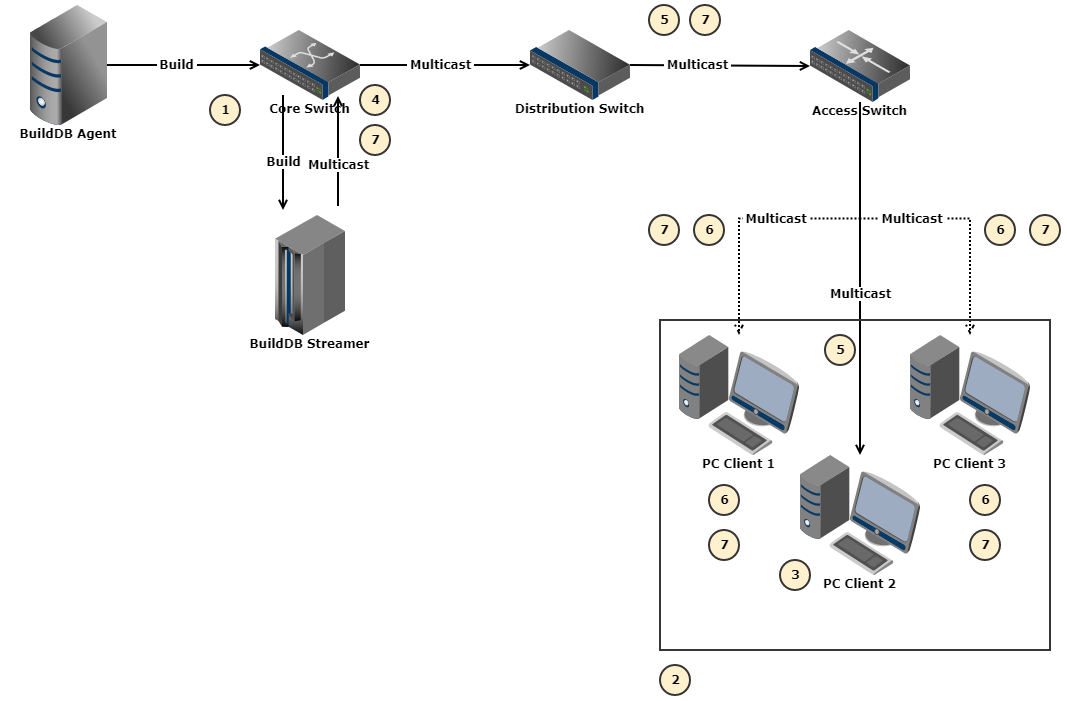 5 7
Build
Multicast
Multicast
4
1
Core Switch
Distribution Switch
Access Switch
BuildDB Agent
7
Build
Multicast
Multicast
Multicast
7 6
6 7
Multicast
BuildDB Streamer
5
PC Client 1
PC Client 3
6
6
7
7
3
PC Client 2
2